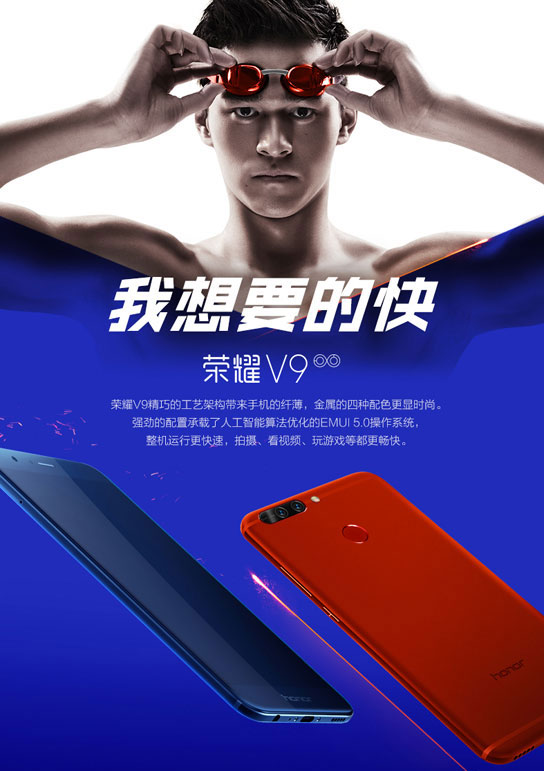 我想要的快
荣耀V9
荣耀V9精巧的工艺架构带来手机的纤薄，金属的四种配色更显时尚。
强劲的配置承载了人工智能算法优化的EMUI 5.0操作系统，
整机运行更快速，拍摄、看视频、玩游戏等都更畅快。
honor
honor